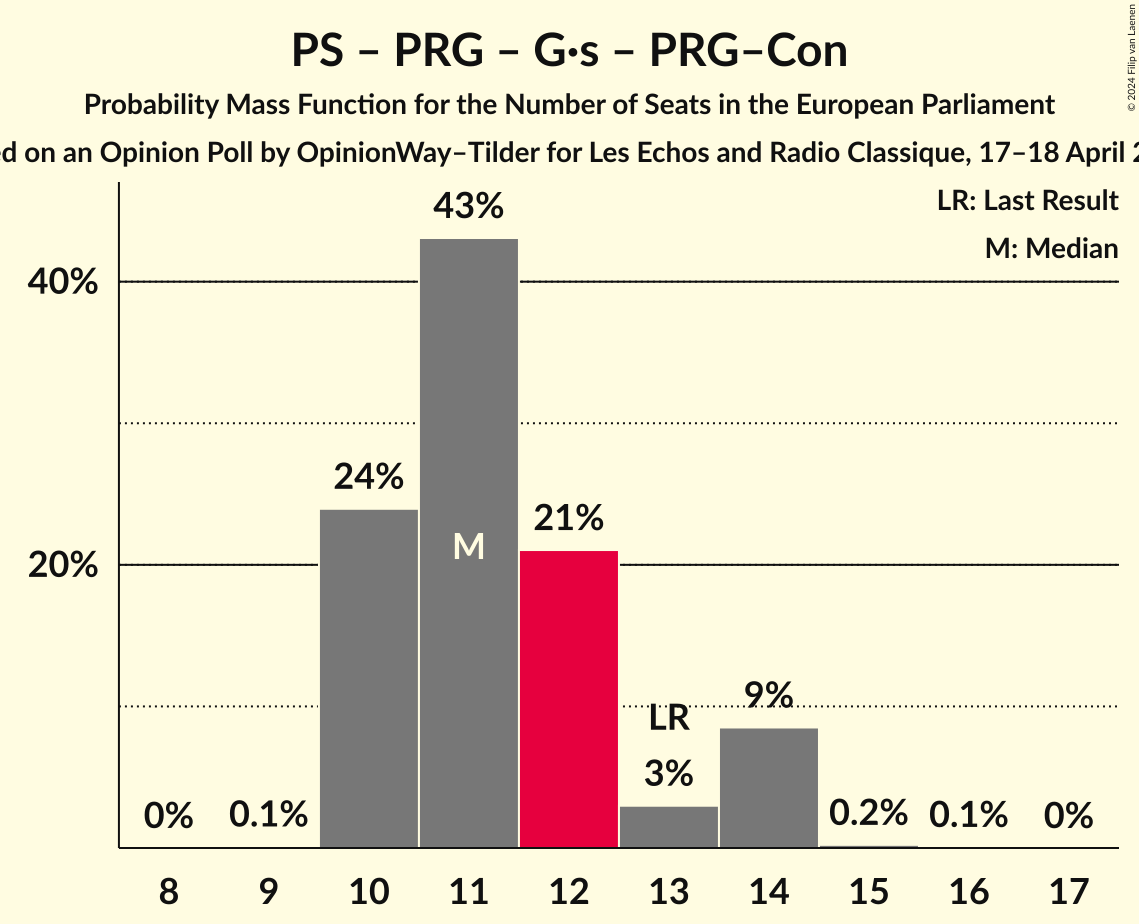 PS – PRG – G·s – PRG–Con
Probability Mass Function for the Number of Seats in the European Parliament
on an Opinion Poll by OpinionWay–Tilder for Les Echos and Radio Classique, 17–18 April
© 2024 Filip van Laenen
LR: Last Result
M: Median
43%
40%
24%
M
21%
20%
9%
LR
3%
0%
0.1%
0.2%
0.1%
0%
8
9
10
11
12
13
14
15
16
17